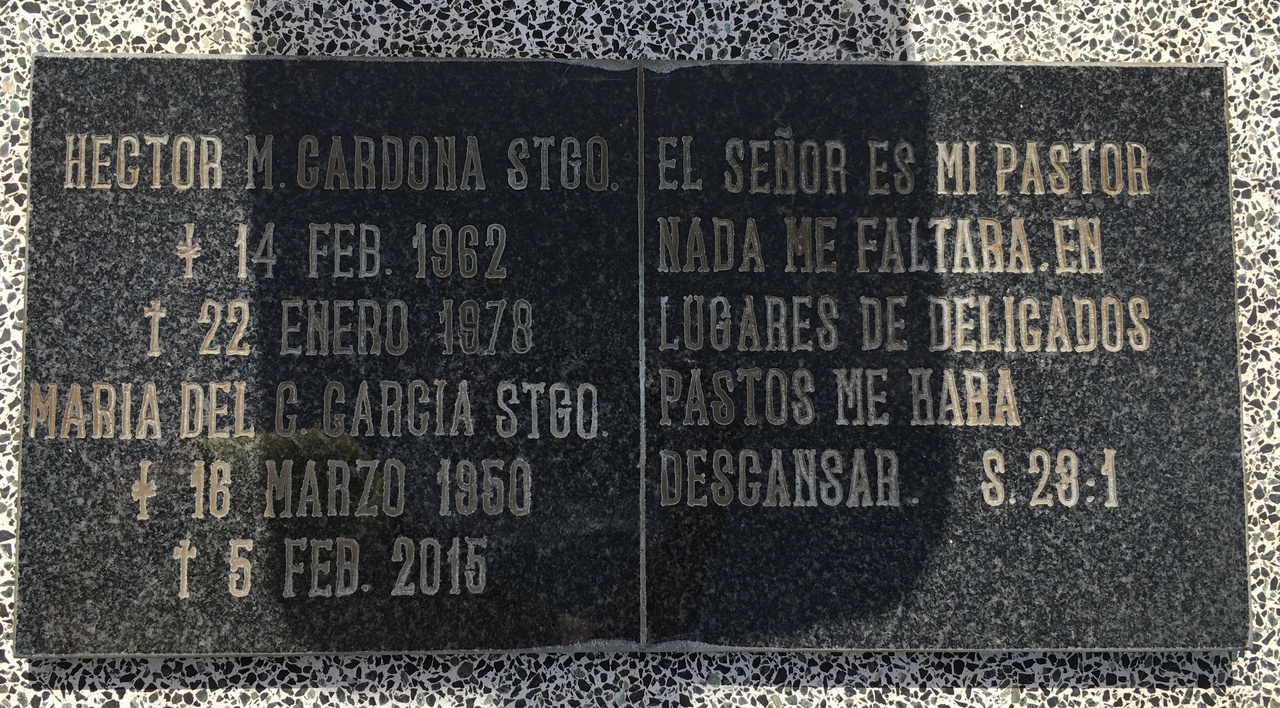 HECTOR M. CARDONA STGO.
⚹ 14 FEB. 1962
† 22 ENERO 1978
MARIA DEL C. GARCIA STGO.
⚹ 16 MARZO 1950
† 5 FEB. 2015
EL SEÑOR ES MI PASTOR
NADA ME FALTARA. EN
LUGARES DE DELIGADOS
PASTOS ME HARA
DESCANSAR. S. 23:1